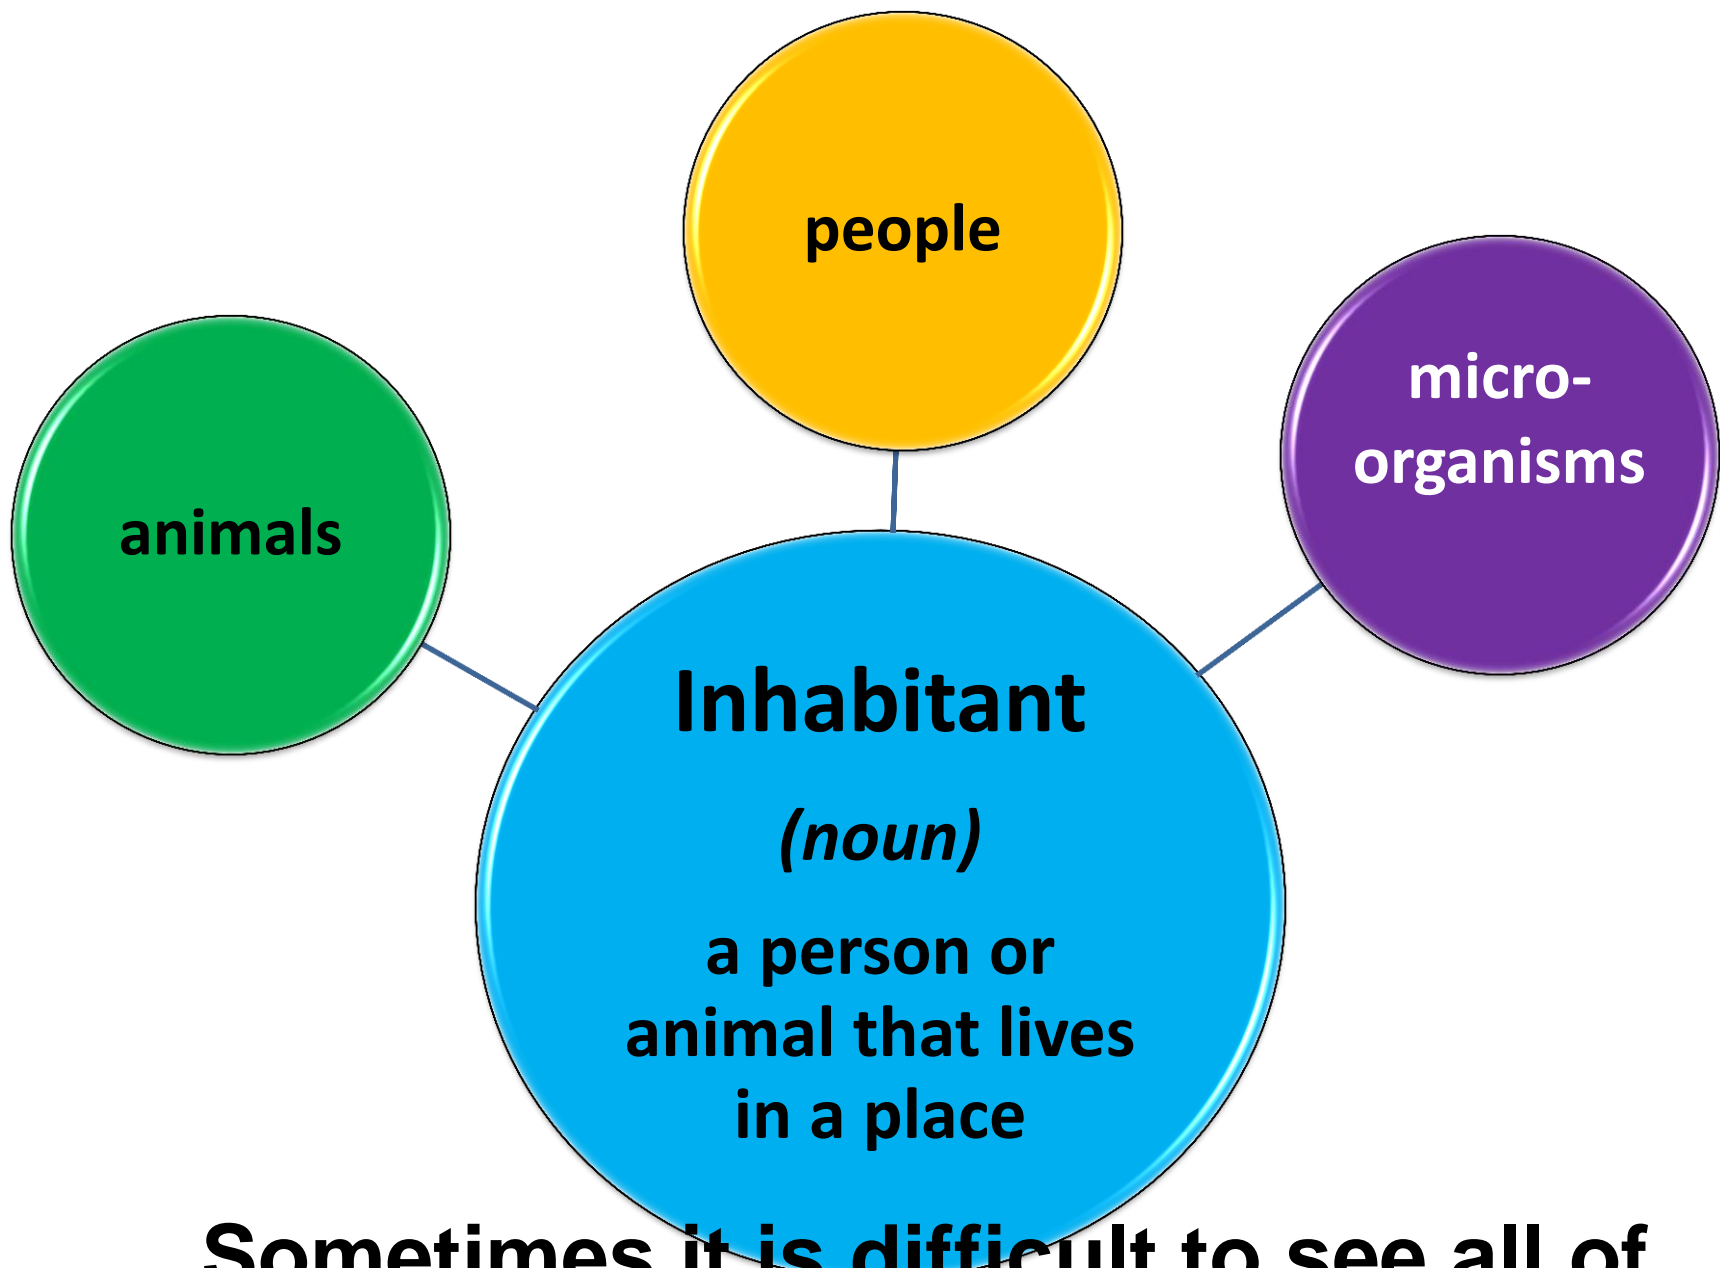 people
micro-
organisms
animals
Inhabitant
(noun)
a person or
animal that lives
in a place
Sometimes it is difficult to see all of